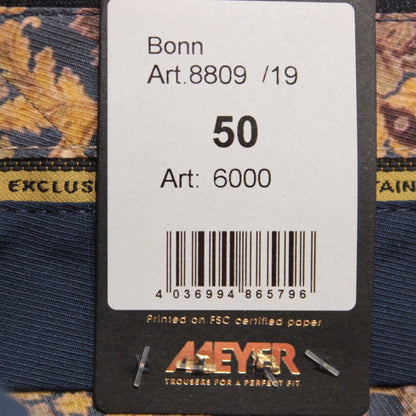 Bonn
Art.8809 /19
50
Art: 6000
EXCLUS
TAIN
4 036994 865796
Printed on FSC certified paper
MEYER
TROUSERS FOR A PERFECT FIT